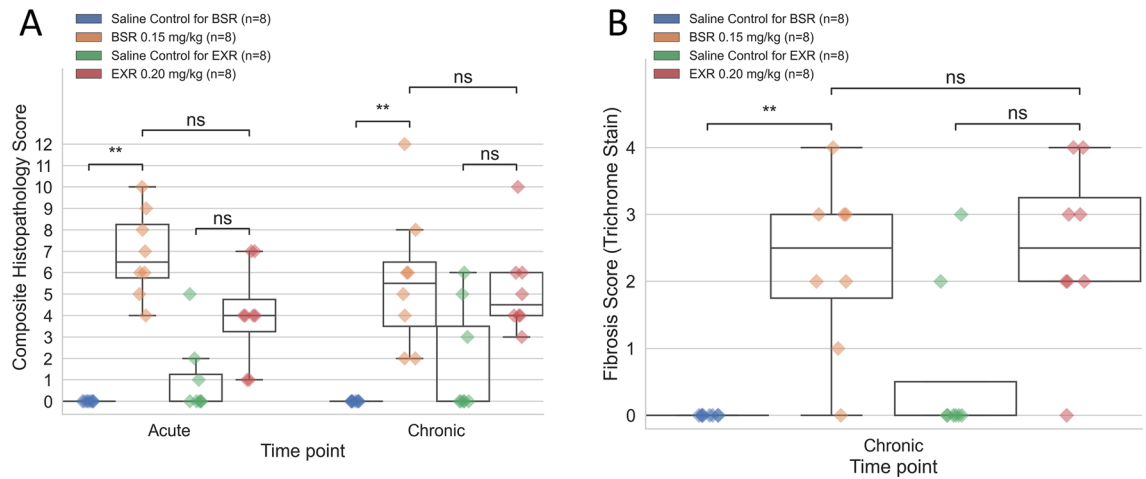 A
Saline Control for BSR (n=8)
BSR 0.15 mg/kg (n=8)
Saline Control for EXR (n=8)
EXR 0.20 mg/kg (n=8)
ns
**
ns
**
ns
ns
Composite Histopathology Score
12
11
10
9
8
7
6
5
4
3
2
1
0
Acute
Chronic
Time point
B
Saline Control for BSR (n=8)
BSR 0.15 mg/kg (n=8)
Saline Control for EXR (n=8)
EXR 0.20 mg/kg (n=8)
ns
**
ns
Fibrosis Score (Trichrome Stain)
4
3
2
1
0
Chronic
Time point